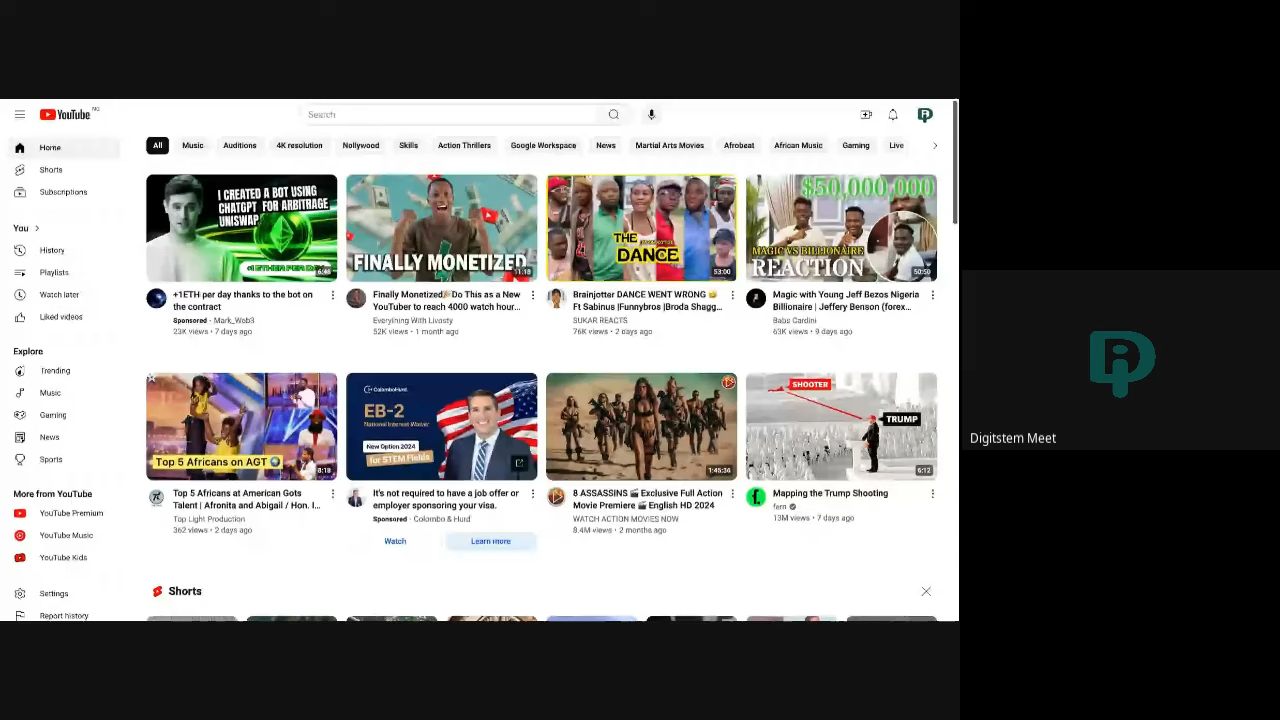 YouTube NG
Search
Home
Shorts
Subscriptions
You
History
Playlists
Watch later
Liked videos
Explore
Trending
Music
Gaming
News
Sports
More from YouTube
YouTube Premium
YouTube Music
YouTube Kids
Settings
Report history
All
Music
Auditions
4K resolution
Nollywood
Skills
Action Thrillers
Google Workspace
News
Martial Arts Movies
Afrobeat
African Music
Gaming
Live
I CREATED A BOT USING
CHATGPT FOR ARBITRAGE
UNISWAP
+1 ETHER PER DAY
6:46
+1ETH per day thanks to the bot on
the contract
Sponsored · Mark_Web3
23K views · 7 days ago
FINALLY MONETIZED
11:18
Finally Monetized🎉Do This as a New
YouTuber to reach 4000 watch hour...
Everything With Livosty
52K views · 1 month ago
THE
DANCE
53:00
Brainjotter DANCE WENT WRONG 🤣
Ft Sabinus |Funnybros |Broda Shagg...
SUKAR REACTS
76K views · 2 days ago
$50,000,000
MAGIC VS BILLIONAIRE
REACTION
50:50
Magic with Young Jeff Bezos Nigeria
Billionaire | Jeffery Benson (forex...
Babs Cardini
63K views · 9 days ago
Top 5 Africans on AGT
8:18
Top 5 Africans at American Gots
Talent | Afronita and Abigail / Hon. I...
Top Light Production
362 views · 2 days ago
ColomboHurd
EB-2
National Interest Waiver
New Option 2024
for STEM Fields
It's not required to have a job offer or
employer sponsoring your visa.
Sponsored · Colombo & Hurd
Watch
Learn more
1:45:36
8 ASSASSINS 🎬 Exclusive Full Action
Movie Premiere 🎬 English HD 2024
WATCH ACTION MOVIES NOW
8.4M views · 2 months ago
SHOOTER
TRUMP
6:12
Mapping the Trump Shooting
fern
13M views · 7 days ago
Shorts
Digitstem Meet